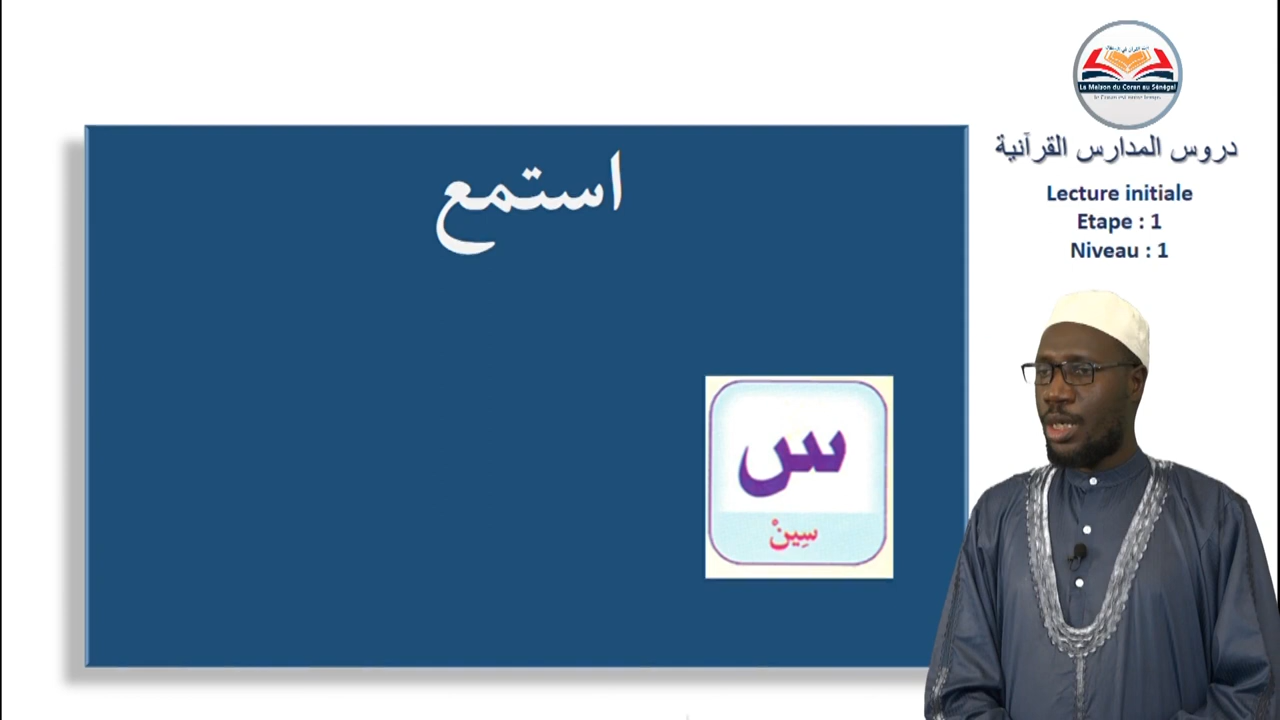 La Maison du Coran au Sénégal
دروس المدارس القرآنية
Lecture initiale
Etape : 1
Niveau : 1
استمع
س
سِينْ